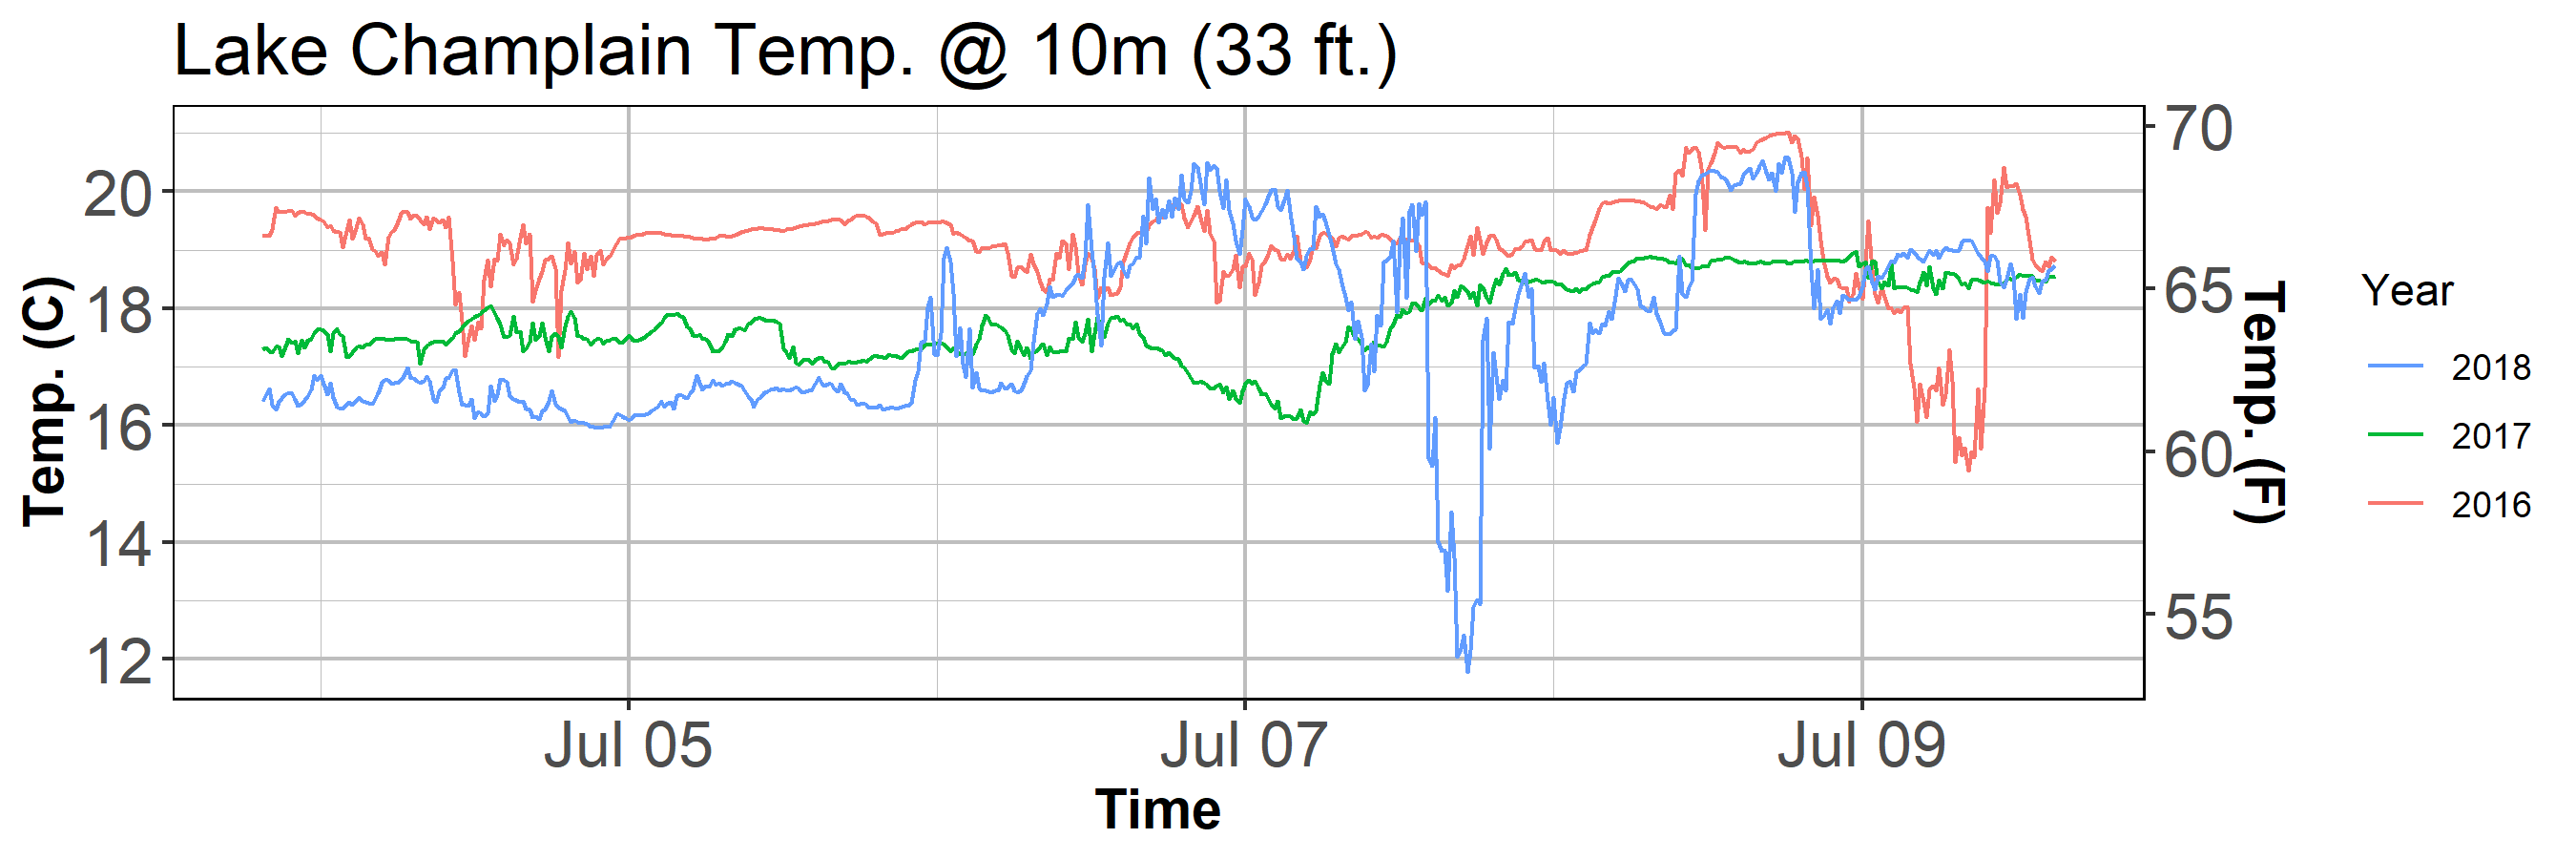 Lake Champlain Temp. @ 10m (33 ft.)
Temp. (C)
20
18
16
14
12
70
65
60
55
Temp. (F)
Jul 05
Jul 07
Jul 09
Time
Year
2018
2017
2016